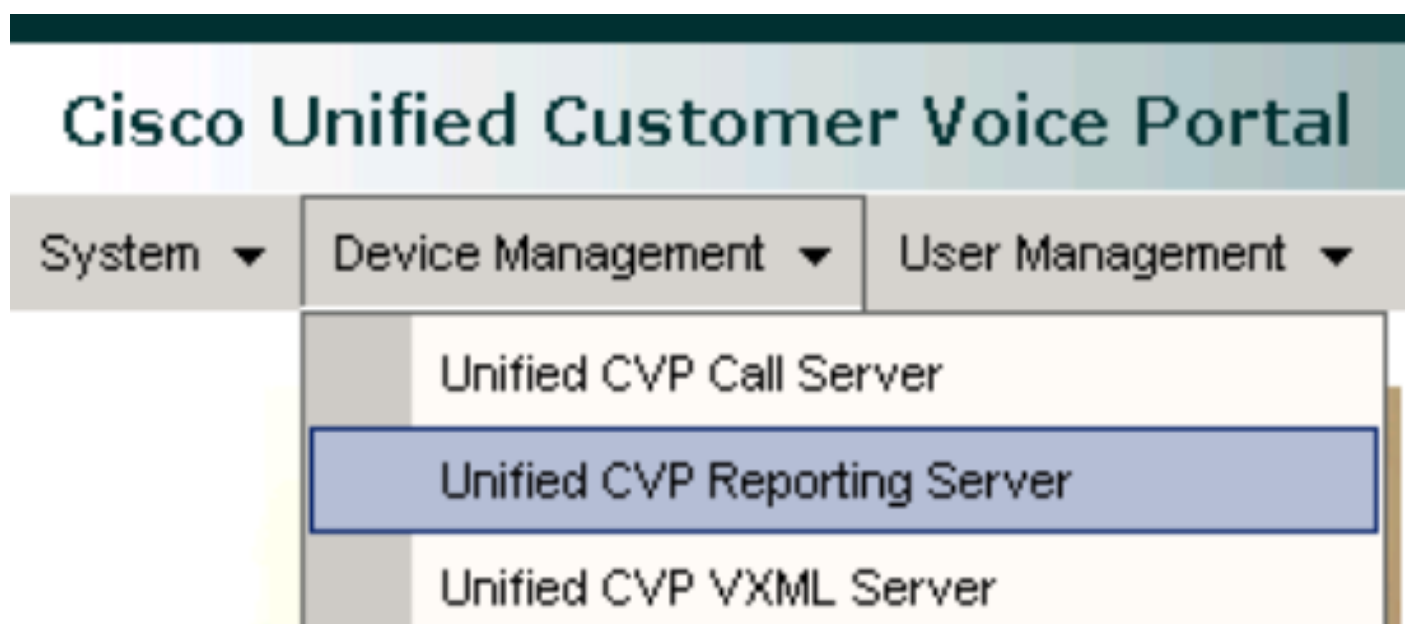 Cisco Unified Customer Voice Portal
System Device Management User Management
Unified CVP Call Server
Unified CVP Reporting Server
Unified CVP VXML Server